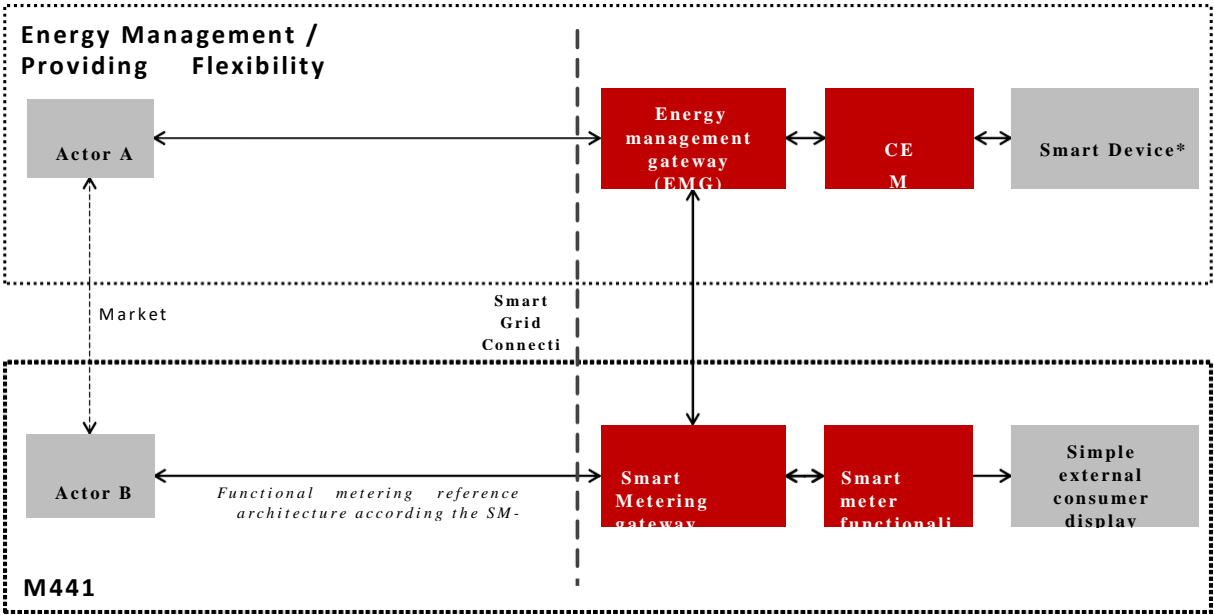 Energy Management /
Providing Flexibility
Actor A
Energy
management
gateway
(EMG)
CE
M
Smart Device*
Market
Smart
Grid
Connecti
Actor B
Functional metering reference
architecture according the SM-
Smart
Metering
gateway
Smart
meter
functionali
Simple
external
consumer
display
M441